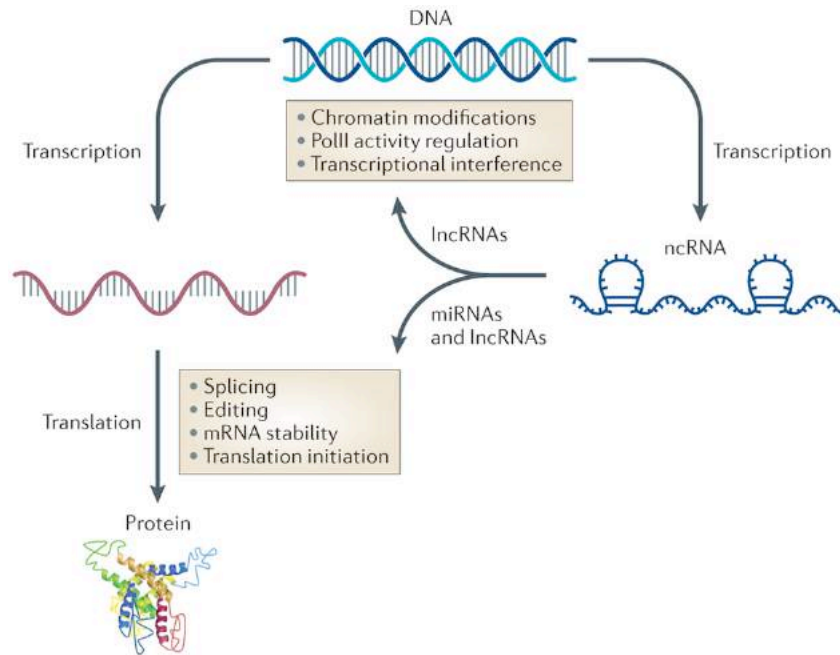 DNA
• Chromatin modifications
• PolII activity regulation
• Transcriptional interference
Transcription
Transcription
lncRNAs
ncRNA
miRNAs
and lncRNAs
• Splicing
• Editing
• mRNA stability
• Translation initiation
Translation
Protein